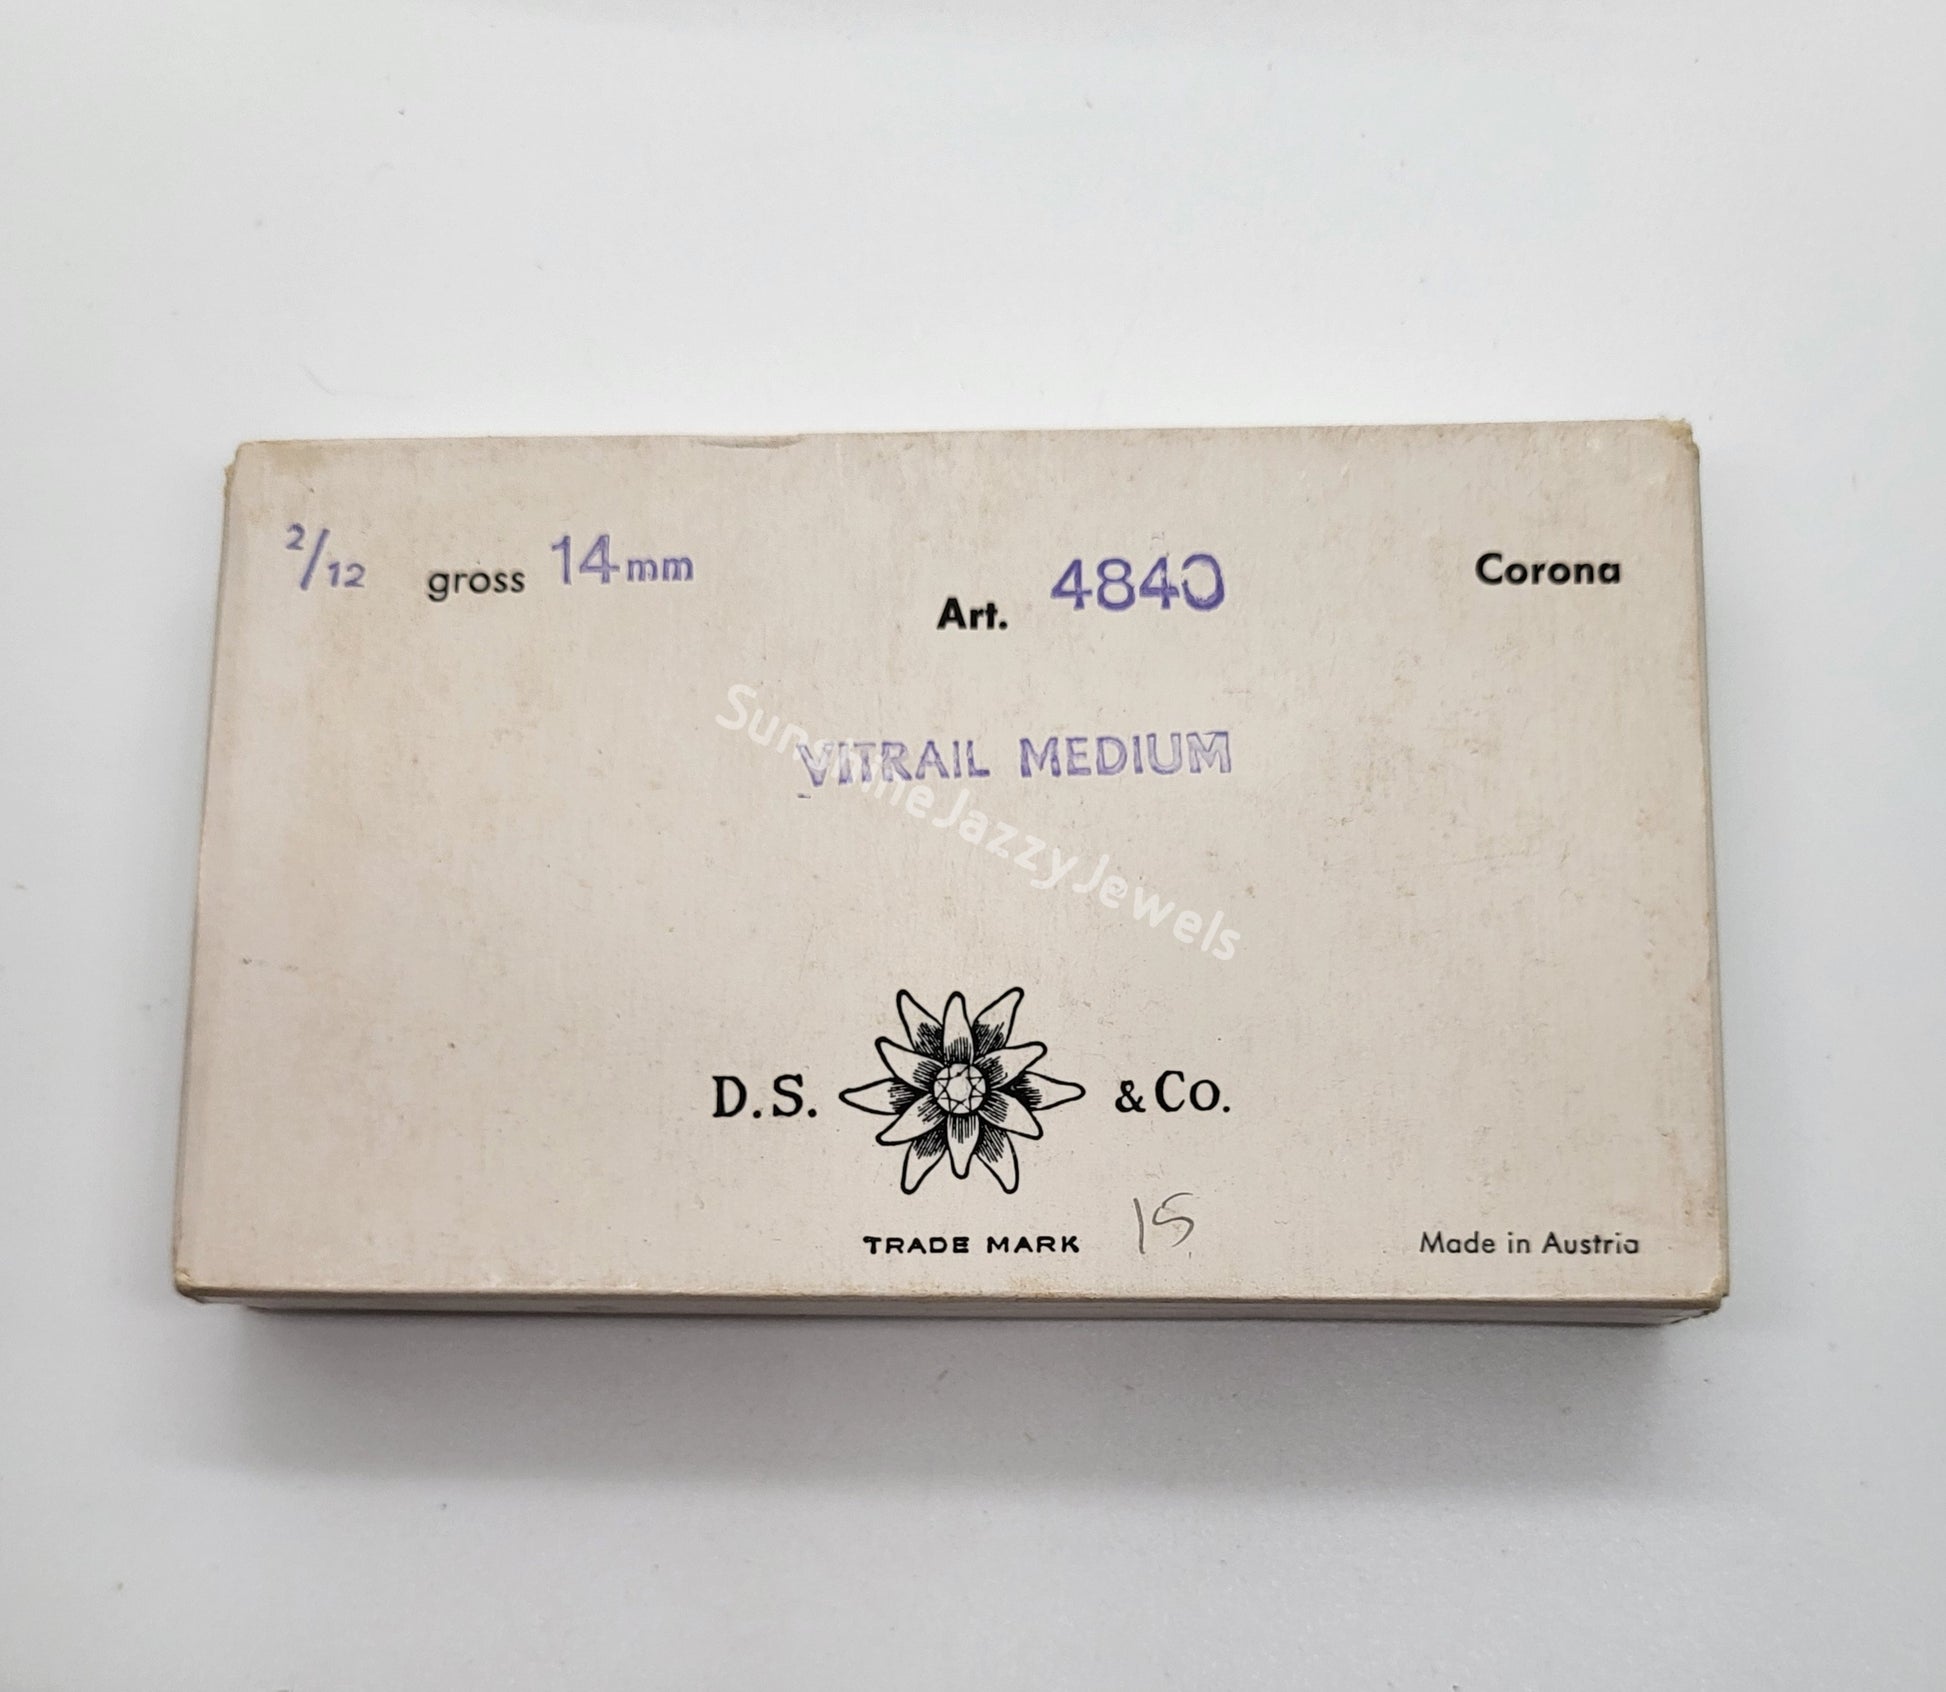 2/12 gross 14mm Art. 4840 Corona
VITRAIL MEDIUM
SunshineJazzyJewels
D.S. & Co.
TRADE MARK
15
Made in Austria